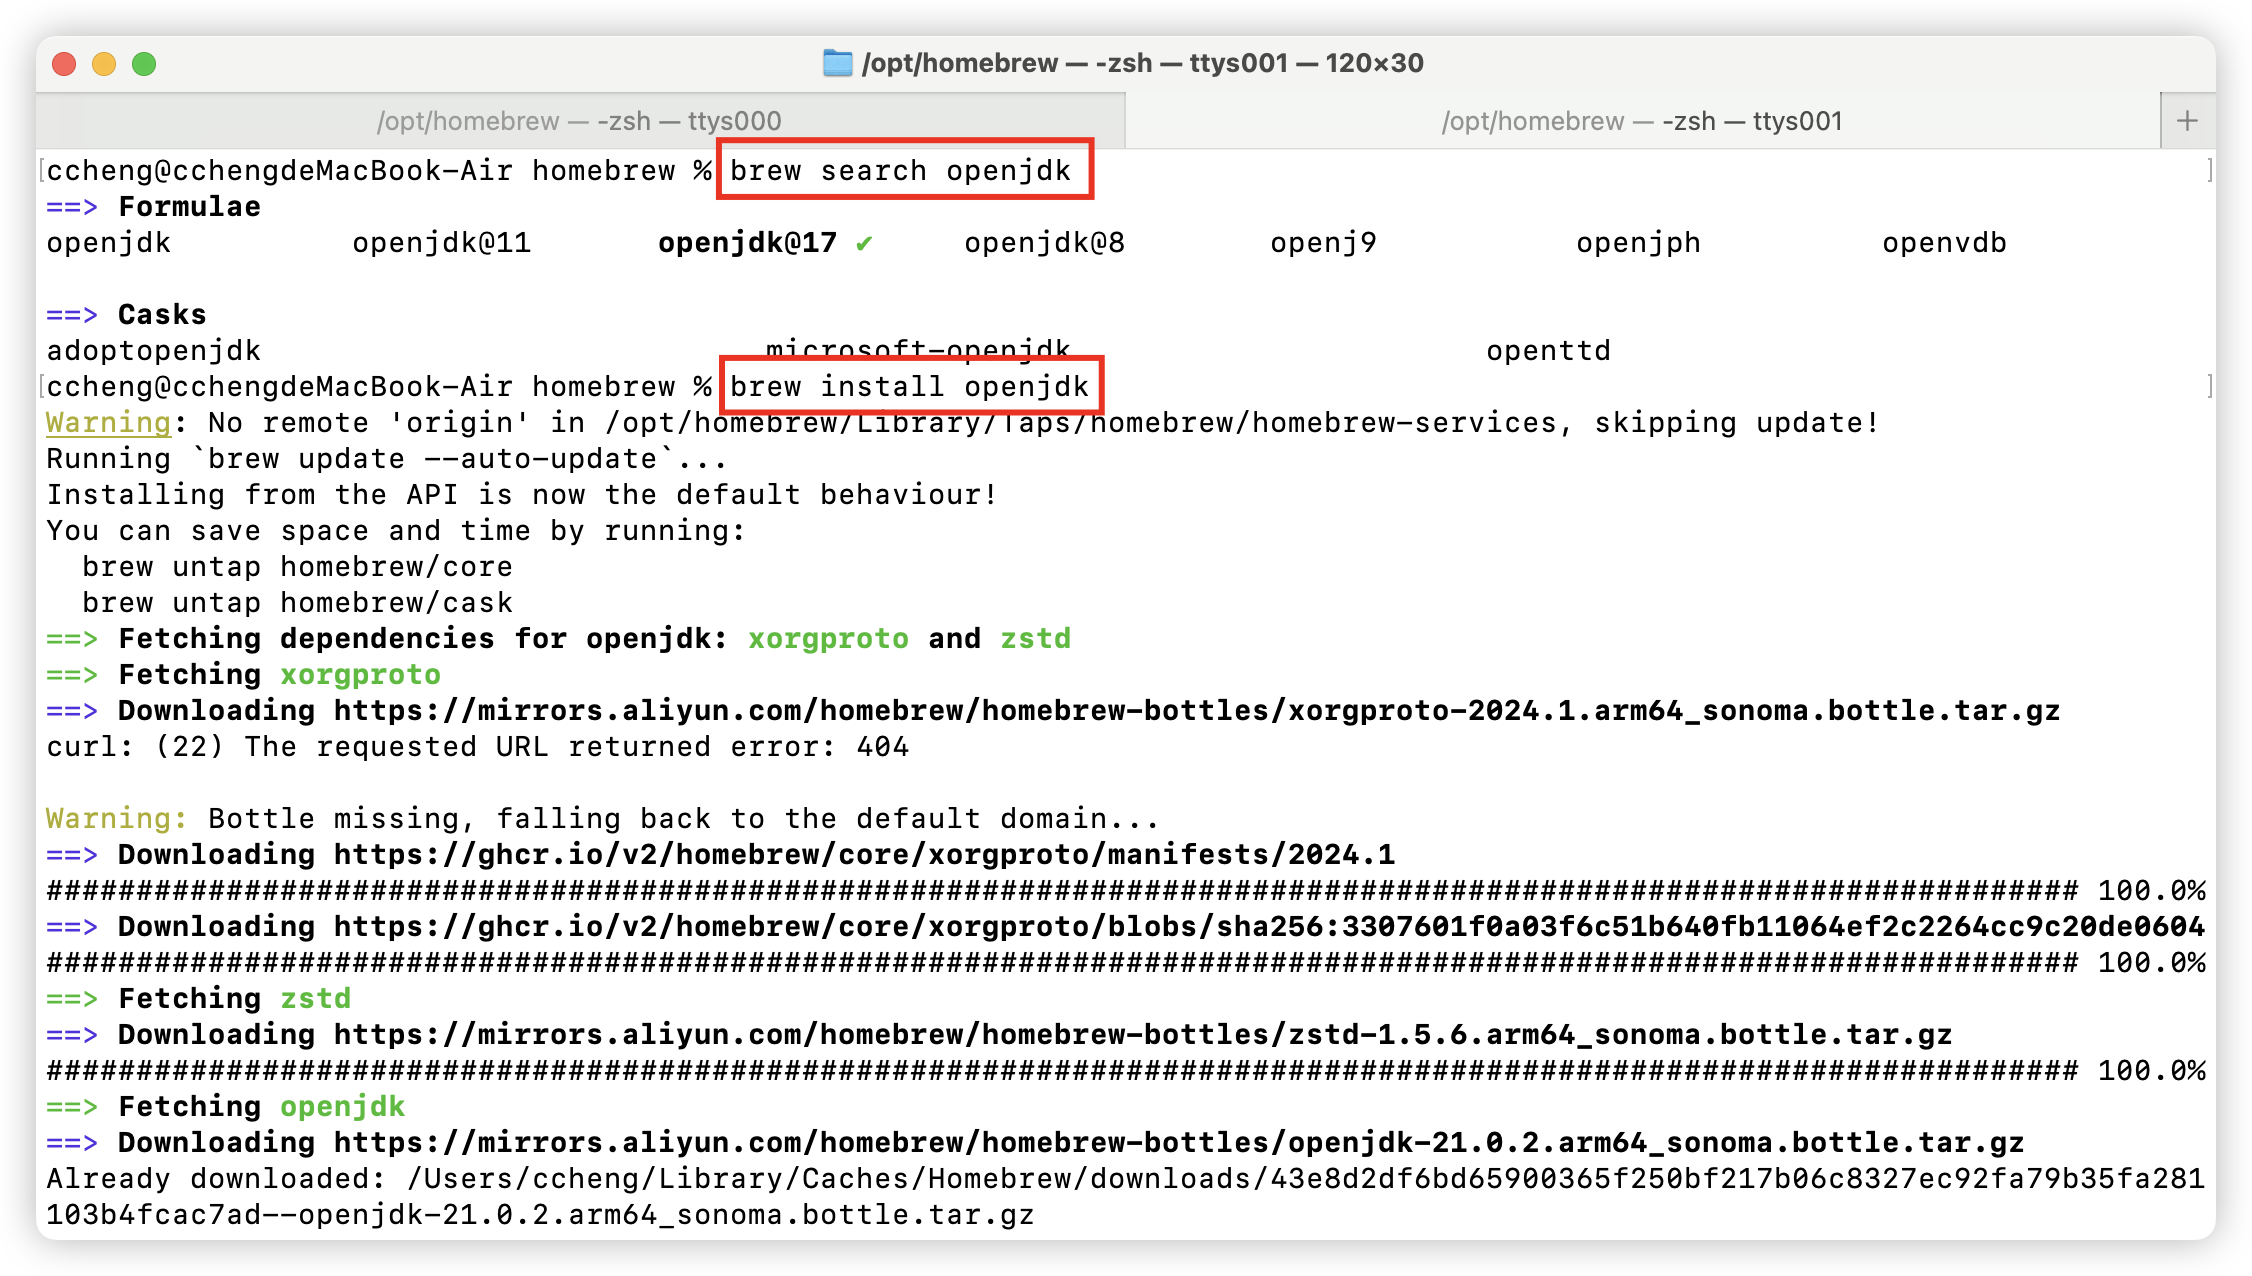 /opt/homebrew — -zsh — ttys001 — 120×30
/opt/homebrew — -zsh — ttys000 /opt/homebrew — -zsh — ttys001 +
[ccheng@cchengdeMacBook-Air homebrew % brew search openjdk ]
==> Formulae
openjdk openjdk@11 openjdk@17 ✔ openjdk@8 openj9 openjph openvdb
==> Casks
adoptopenjdk microsoft-openjdk openttd
[ccheng@cchengdeMacBook-Air homebrew % brew install openjdk ]
Warning: No remote 'origin' in /opt/homebrew/Library/Taps/homebrew/homebrew-services, skipping update!
Running `brew update --auto-update`...
Installing from the API is now the default behaviour!
You can save space and time by running:
  brew untap homebrew/core
  brew untap homebrew/cask
==> Fetching dependencies for openjdk: xorgproto and zstd
==> Fetching xorgproto
==> Downloading https://mirrors.aliyun.com/homebrew/homebrew-bottles/xorgproto-2024.1.arm64_sonoma.bottle.tar.gz
curl: (22) The requested URL returned error: 404
Warning: Bottle missing, falling back to the default domain...
==> Downloading https://ghcr.io/v2/homebrew/core/xorgproto/manifests/2024.1
################################################################################################################# 100.0%
==> Downloading https://ghcr.io/v2/homebrew/core/xorgproto/blobs/sha256:3307601f0a03f6c51b640fb11064ef2c2264cc9c20de0604
################################################################################################################# 100.0%
==> Fetching zstd
==> Downloading https://mirrors.aliyun.com/homebrew/homebrew-bottles/zstd-1.5.6.arm64_sonoma.bottle.tar.gz
################################################################################################################# 100.0%
==> Fetching openjdk
==> Downloading https://mirrors.aliyun.com/homebrew/homebrew-bottles/openjdk-21.0.2.arm64_sonoma.bottle.tar.gz
Already downloaded: /Users/ccheng/Library/Caches/Homebrew/downloads/43e8d2df6bd65900365f250bf217b06c8327ec92fa79b35fa281
103b4fcac7ad--openjdk-21.0.2.arm64_sonoma.bottle.tar.gz